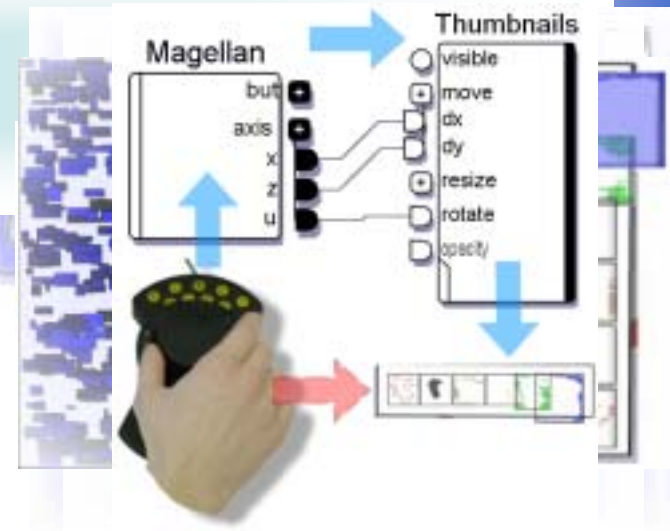 Magellan
but
axis
x
z
u
Thumbnails
visible
move
dx
dy
resize
rotate
opacity